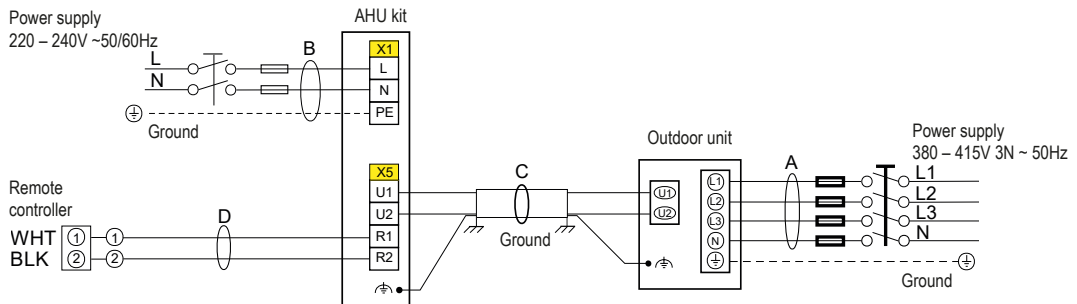 Power supply
220 – 240V ~50/60Hz
AHU kit
B
L
N
Ground
X1
L
N
PE
X5
U1
U2
R1
R2
Remote
controller
WHT 1 1
BLK 2 2
D
C
Ground
Outdoor unit
U1
U2
L1
L2
L3
N
A
Power supply
380 – 415V 3N ~ 50Hz
L1
L2
L3
N
Ground